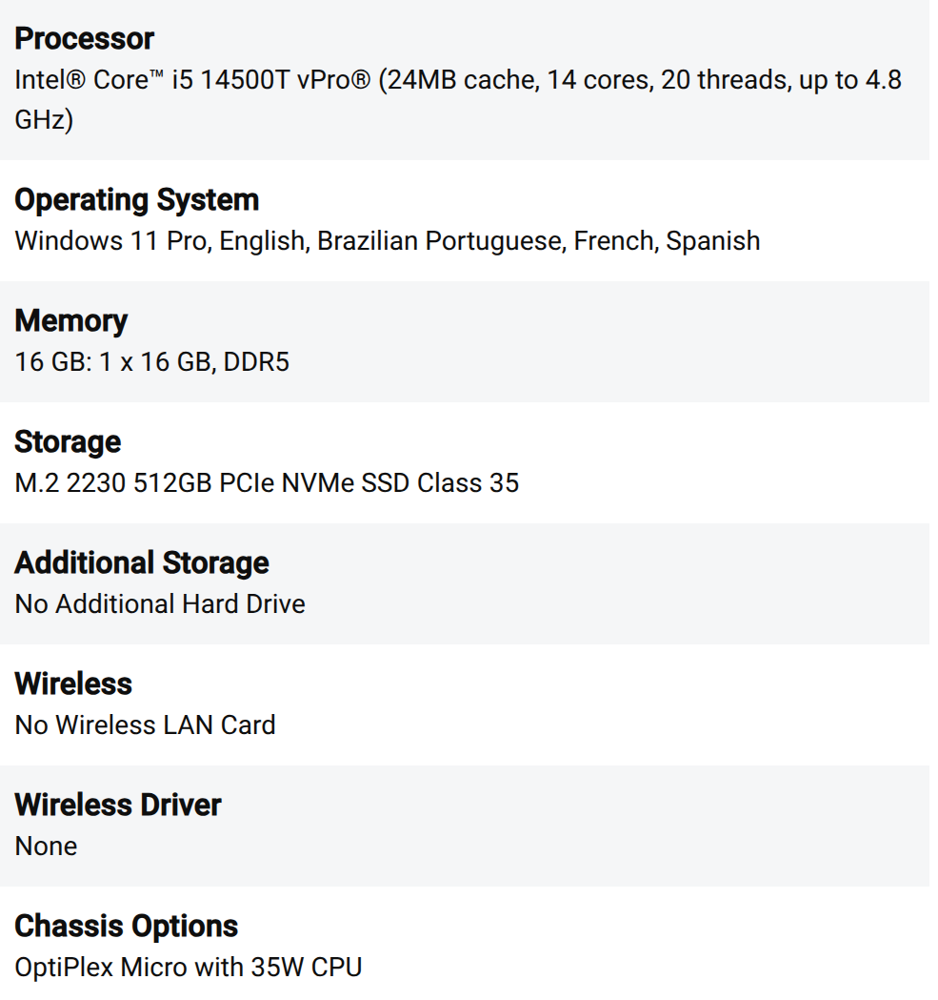 Processor
Intel® Core™ i5 14500T vPro® (24MB cache, 14 cores, 20 threads, up to 4.8
GHz)
Operating System
Windows 11 Pro, English, Brazilian Portuguese, French, Spanish
Memory
16 GB: 1 x 16 GB, DDR5
Storage
M.2 2230 512GB PCIe NVMe SSD Class 35
Additional Storage
No Additional Hard Drive
Wireless
No Wireless LAN Card
Wireless Driver
None
Chassis Options
OptiPlex Micro with 35W CPU